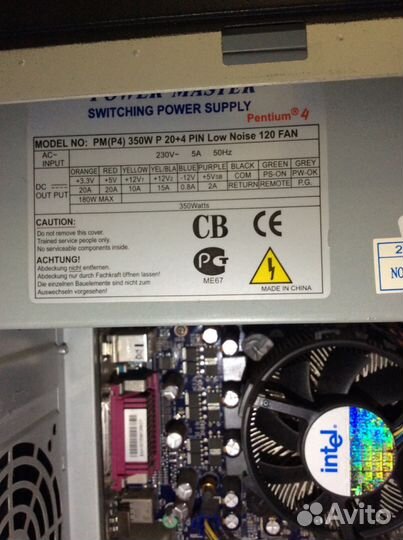 POWER MASTER
SWITCHING POWER SUPPLY
Pentium® 4
MODEL NO: PM(P4) 350W P 20+4 PIN Low Noise 120 FAN
AC~ INPUT 230V~ 5A 50Hz
DC OUT PUT
ORANGE RED YELLOW YEL/BLA BLUE PURPLE BLACK GREEN GREY
+3.3V +5V +12V1 +12V2 -12V +5VSB COM PS-ON PW-OK
20A 20A 10A 15A 0.8A 2A RETURN REMOTE P.G.
180W MAX
350Watts
CAUTION:
Do not remove this cover.
Trained service people only.
No serviceable components inside.
ACHTUNG!
Abdeckung nicht entfernen.
Abdeckung nur durch Fachkraft öffnen lassen.
Die einzelnen Bauelemente sind nicht zum
Auswechseln vorgesehen!
CB CE
PG
ME67
MADE IN CHINA
2
NO
intel
Avito